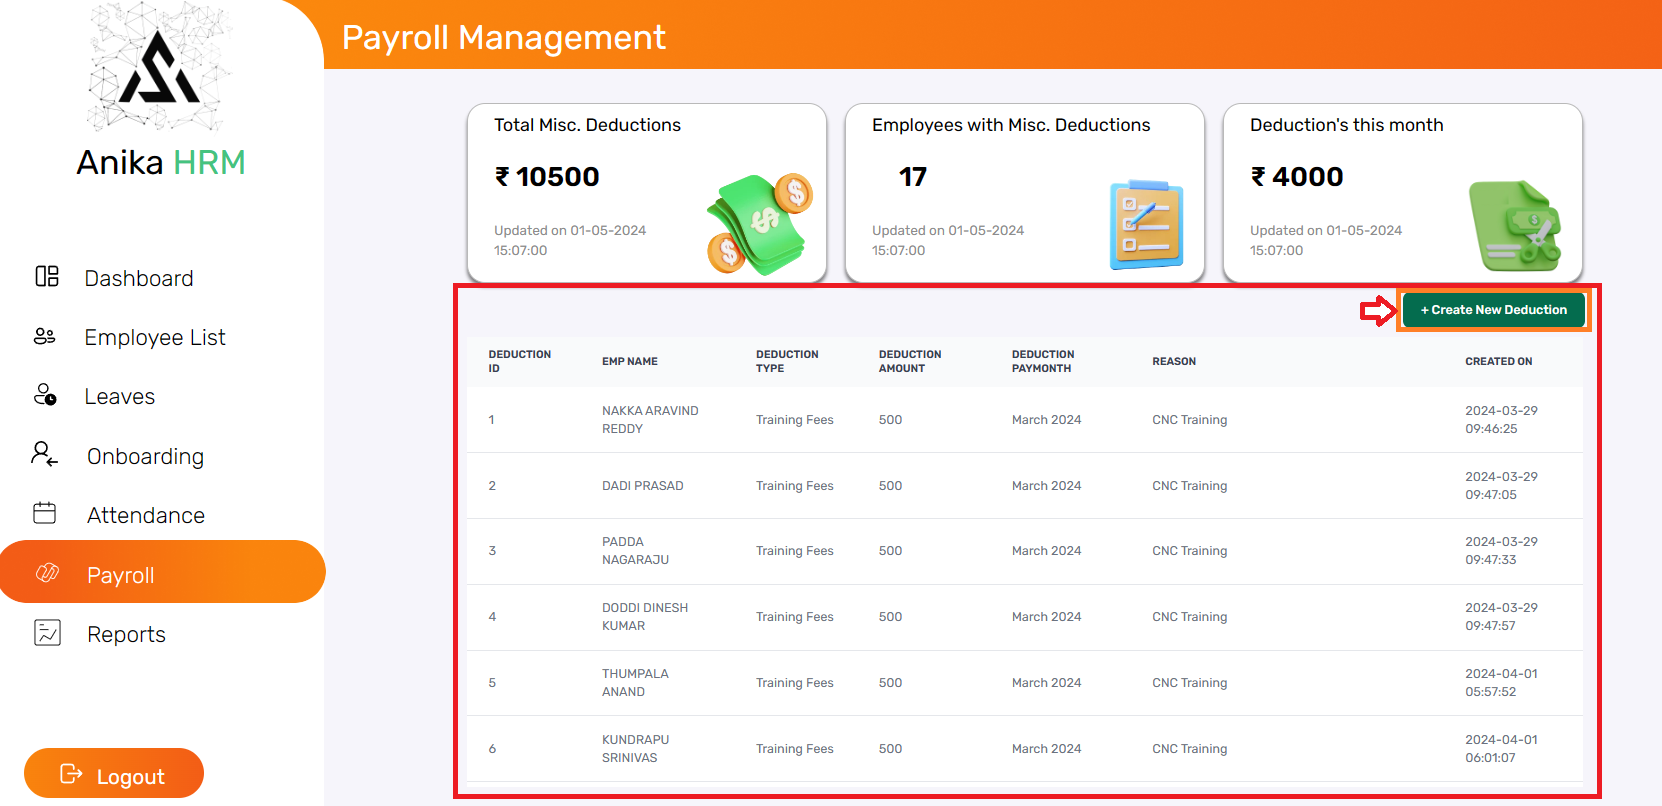 Payroll Management
Anika HRM
Dashboard
Employee List
Leaves
Onboarding
Attendance
Payroll
Reports
Logout
Total Misc. Deductions
₹ 10500
Updated on 01-05-2024
15:07:00
Employees with Misc. Deductions
17
Updated on 01-05-2024
15:07:00
Deduction's this month
₹ 4000
Updated on 01-05-2024
15:07:00
+ Create New Deduction
DEDUCTION ID EMP NAME DEDUCTION TYPE DEDUCTION AMOUNT DEDUCTION PAYMONTH REASON CREATED ON
1 NAKKA ARAVIND REDDY Training Fees 500 March 2024 CNC Training 2024-03-29 09:46:25
2 DADI PRASAD Training Fees 500 March 2024 CNC Training 2024-03-29 09:47:05
3 PADDA NAGARAJU Training Fees 500 March 2024 CNC Training 2024-03-29 09:47:33
4 DODDI DINESH KUMAR Training Fees 500 March 2024 CNC Training 2024-03-29 09:47:57
5 THUMPALA ANAND Training Fees 500 March 2024 CNC Training 2024-04-01 05:57:52
6 KUNDRAPU SRINIVAS Training Fees 500 March 2024 CNC Training 2024-04-01 06:01:07